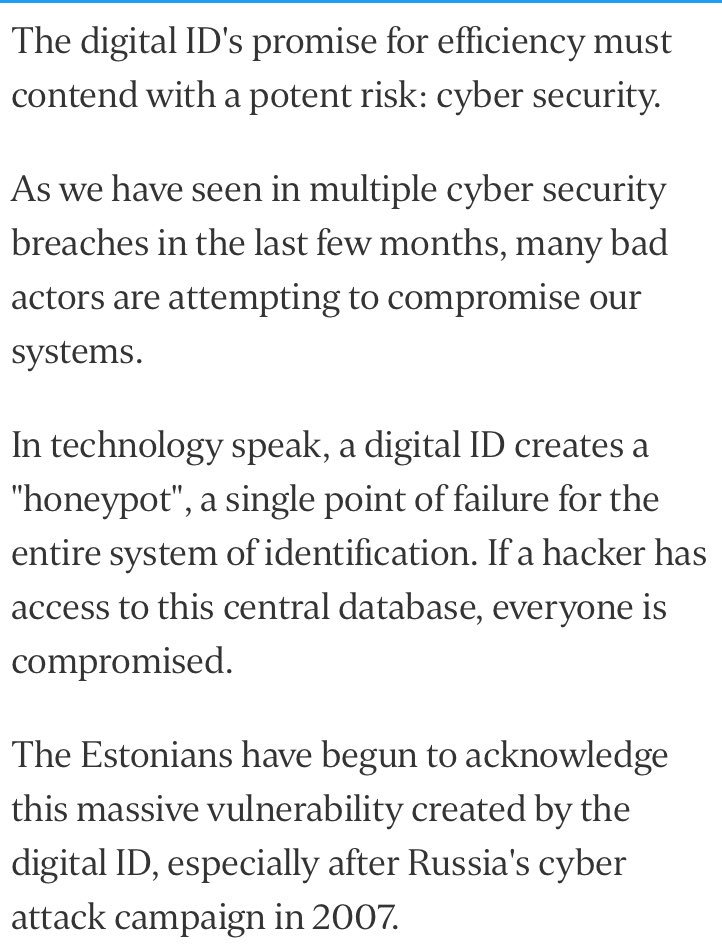 The digital ID's promise for efficiency must
contend with a potent risk: cyber security.
As we have seen in multiple cyber security
breaches in the last few months, many bad
actors are attempting to compromise our
systems.
In technology speak, a digital ID creates a
"honeypot", a single point of failure for the
entire system of identification. If a hacker has
access to this central database, everyone is
compromised.
The Estonians have begun to acknowledge
this massive vulnerability created by the
digital ID, especially after Russia's cyber
attack campaign in 2007.